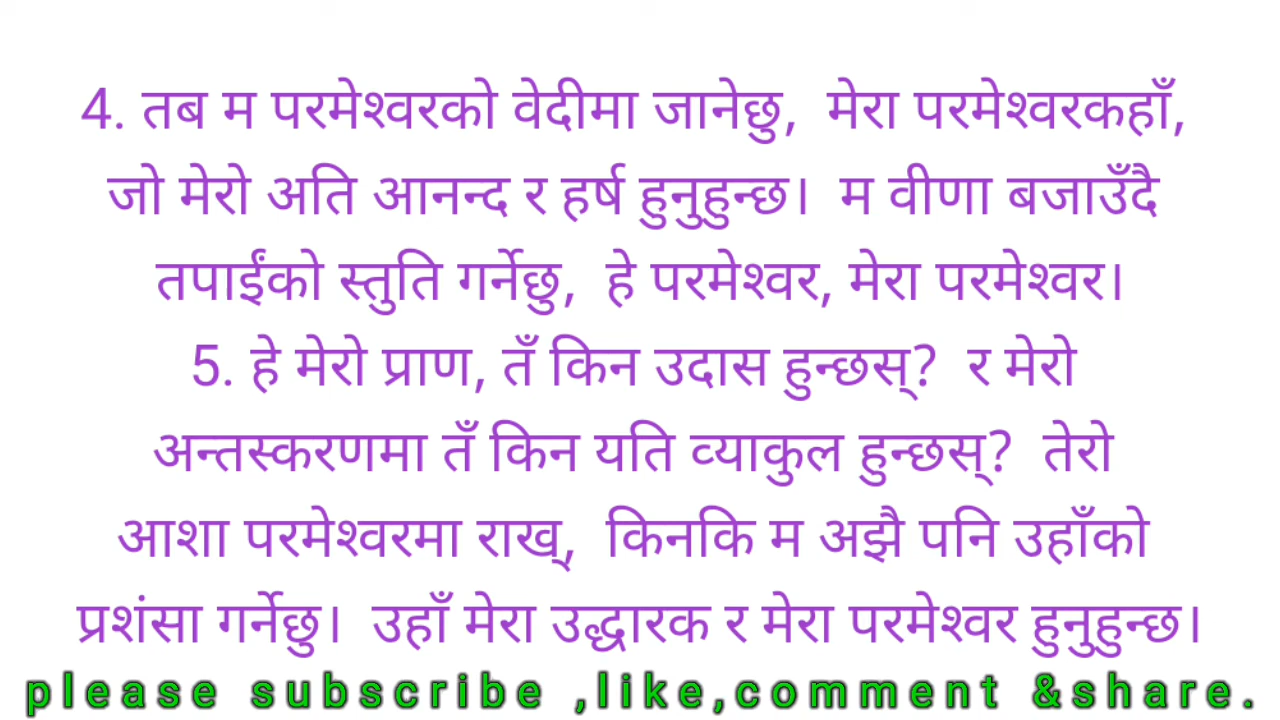 4. तब म परमेश्वरको वेदीमा जानेछु, मेरा परमेश्वरकहाँ,
जो मेरो अति आनन्द र हर्ष हुनुहुन्छ। म वीणा बजाउँदै
तपाईंको स्तुति गर्नेछु, हे परमेश्वर, मेरा परमेश्वर।
5. हे मेरो प्राण, तँ किन उदास हुन्छस्? र मेरो
अन्तस्करणमा तँ किन यति व्याकुल हुन्छस्? तेरो
आशा परमेश्वरमा राख्, किनकि म अझै पनि उहाँको
प्रशंसा गर्नेछु। उहाँ मेरा उद्धारक र मेरा परमेश्वर हुनुहुन्छ।
please subscribe ,like,comment &share.